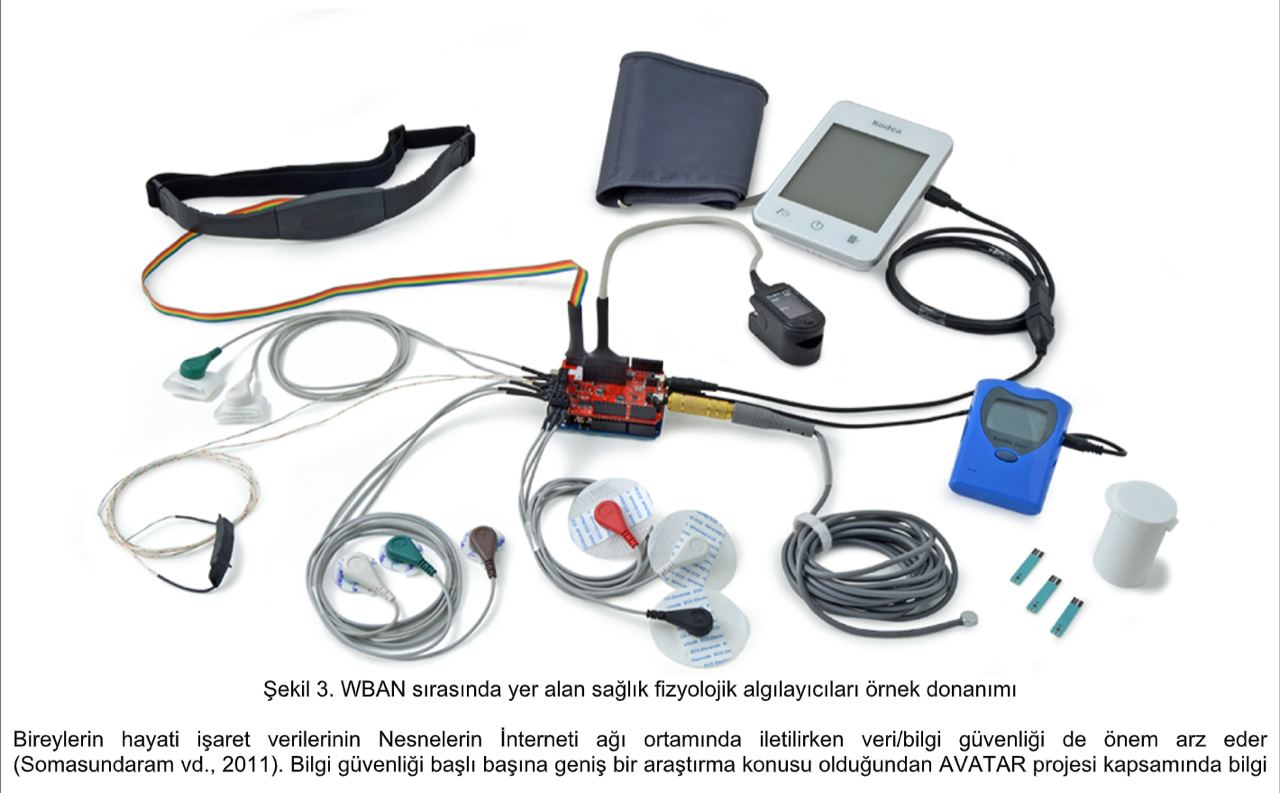 Kodea
Şekil 3. WBAN sırasında yer alan sağlık fizyolojik algılayıcıları örnek donanımı
Bireylerin hayati işaret verilerinin Nesnelerin İnterneti ağı ortamında iletilirken veri/bilgi güvenliği de önem arz eder
(Somasundaram vd., 2011). Bilgi güvenliği başlı başına geniş bir araştırma konusu olduğundan AVATAR projesi kapsamında bilgi